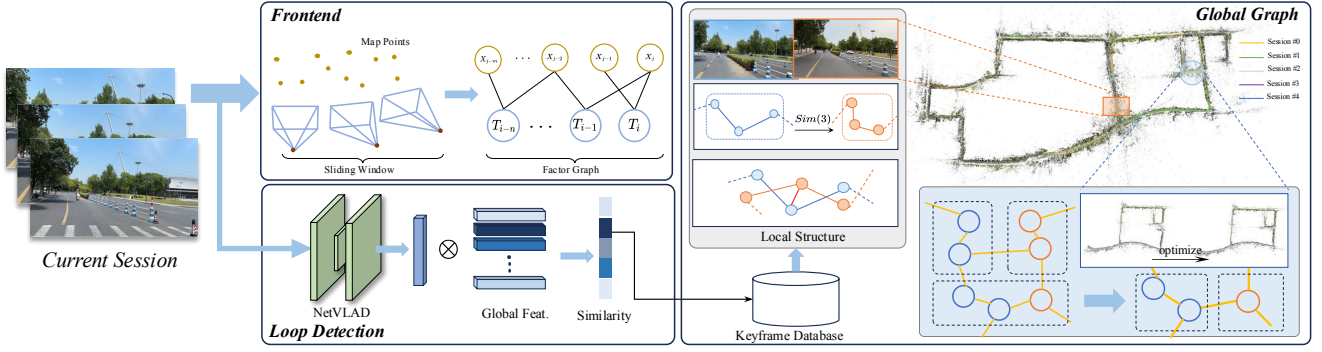 Frontend
Map Points
Sliding Window
X_{i-m} · · · X_{i-2} X_{i-1} X_i
T_{i-n} · · · T_{i-1} T_i
Factor Graph
Current Session
NetVLAD
Global Feat.
Similarity
Loop Detection
Global Graph
Session #0
Session #1
Session #2
Session #3
Session #4
Sim(3)
Local Structure
Keyframe Database
optimize